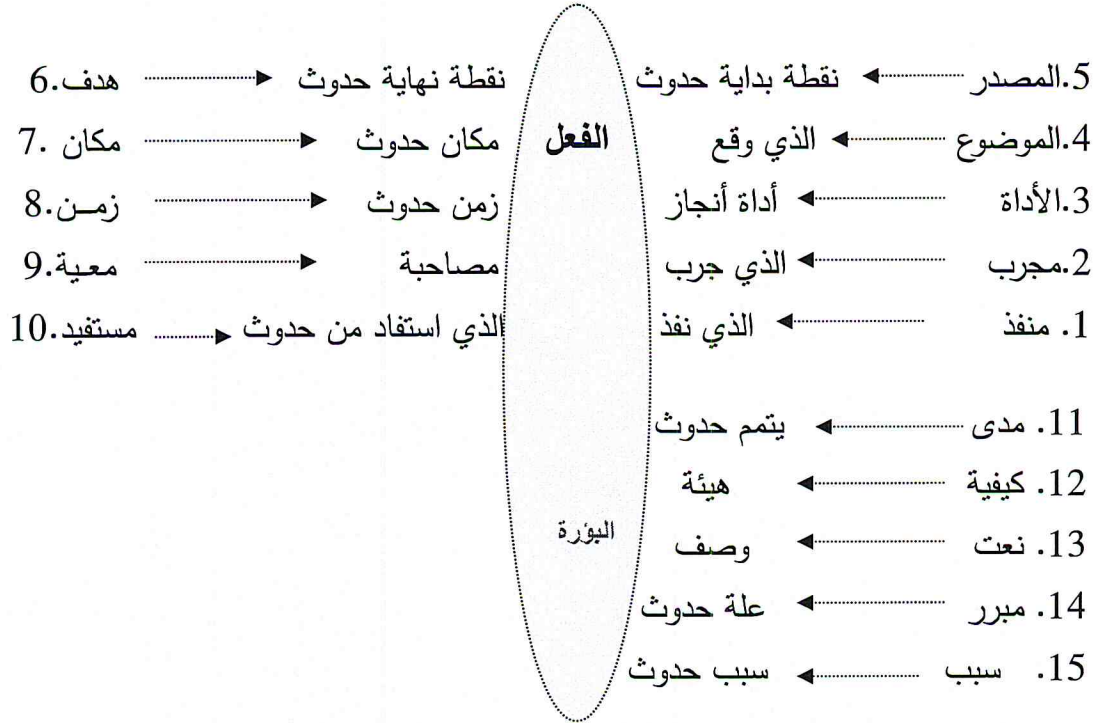 5.المصدر نقطة بداية حدوث نقطة نهاية حدوث هدف.6
4.الموضوع الذي وقع الفعل مكان حدوث مكان .7
3.الأداة أداة أنجاز زمن حدوث زمـن.8
2.مجرب الذي جرب مصاحبة معية.9
1. منفذ الذي نفذ الذي استفاد من حدوث مستفيد.10
11. مدى يتمم حدوث
12. كيفية هيئة
13. نعت وصف البؤرة
14. مبرر علة حدوث
15. سبب سبب حدوث